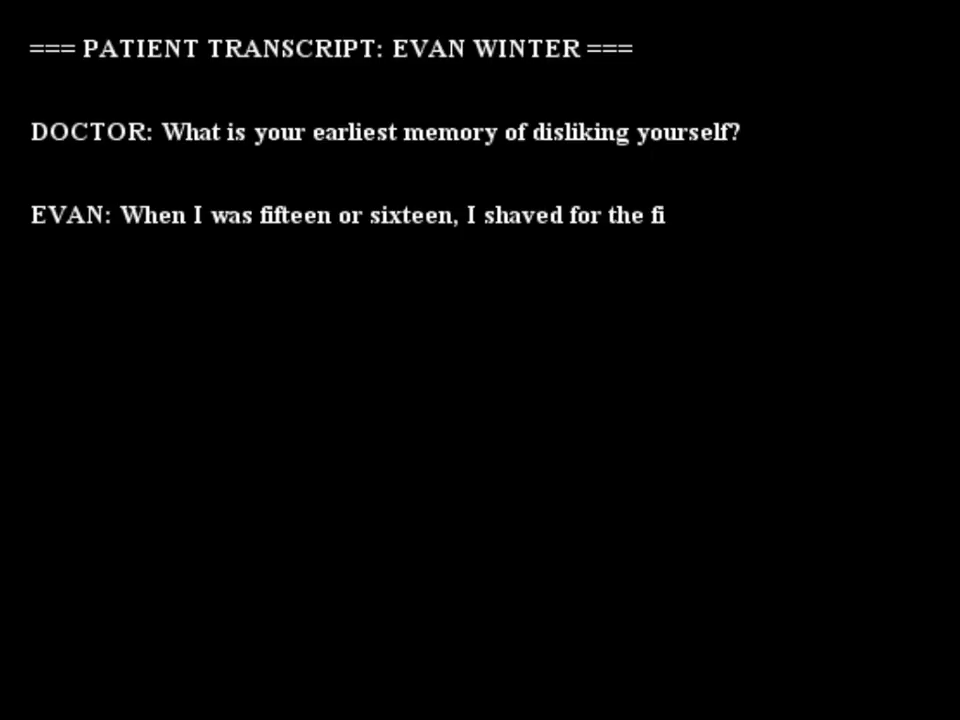 === PATIENT TRANSCRIPT: EVAN WINTER ===
DOCTOR: What is your earliest memory of disliking yourself?
EVAN: When I was fifteen or sixteen, I shaved for the fi